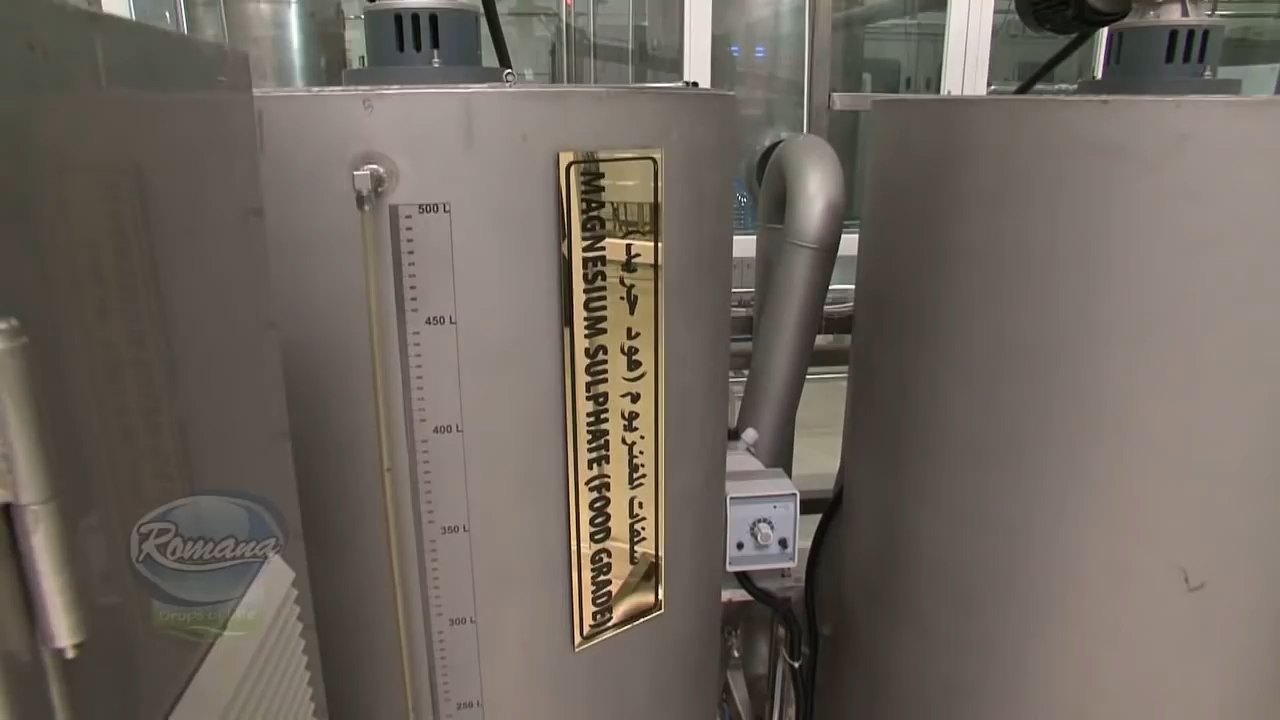 MAGNESIUM SULPHATE (FOOD GRADE)
سلفات المغنزيوم (فود جريد)
500 L
450 L
400 L
350 L
300 L
250 L
Romana